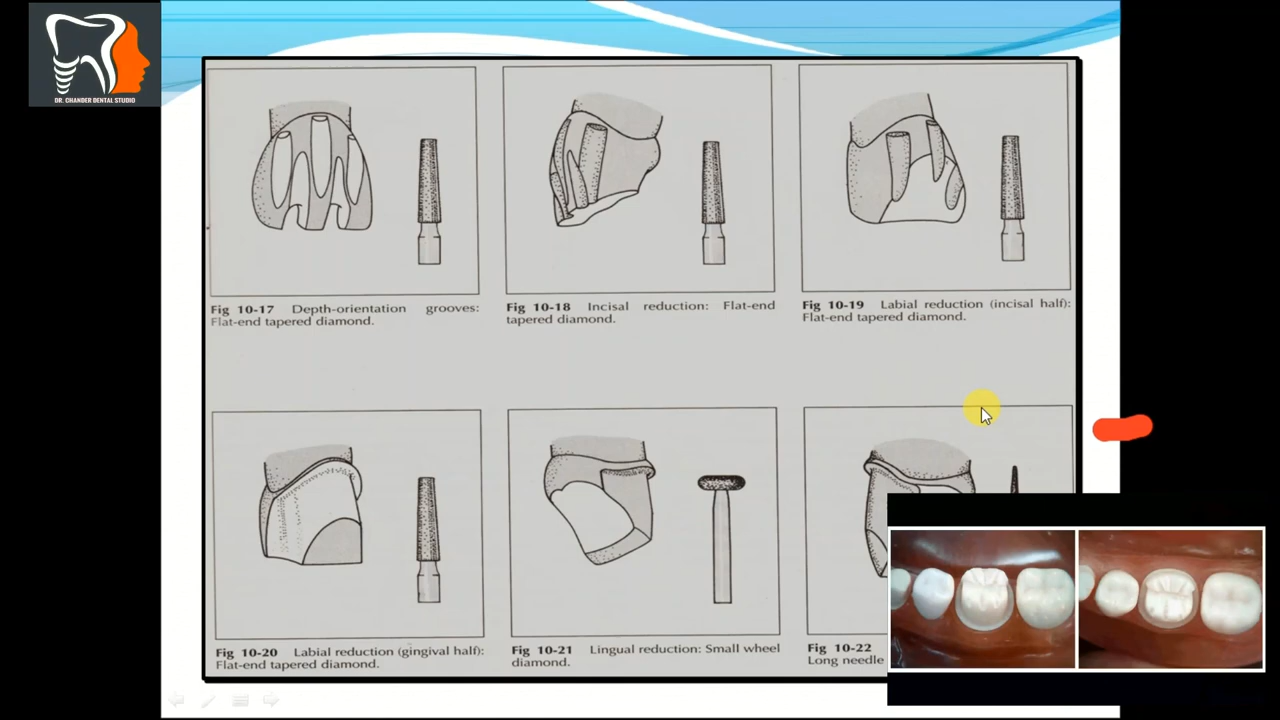 DR. CHANDER DENTAL STUDIO
Fig 10-17 Depth-orientation grooves:
Flat-end tapered diamond.
Fig 10-18 Incisal reduction: Flat-end
tapered diamond.
Fig 10-19 Labial reduction (incisal half):
Flat-end tapered diamond.
Fig 10-20 Labial reduction (gingival half):
Flat-end tapered diamond.
Fig 10-21 Lingual reduction: Small wheel
diamond.
Fig 10-22
Long needle